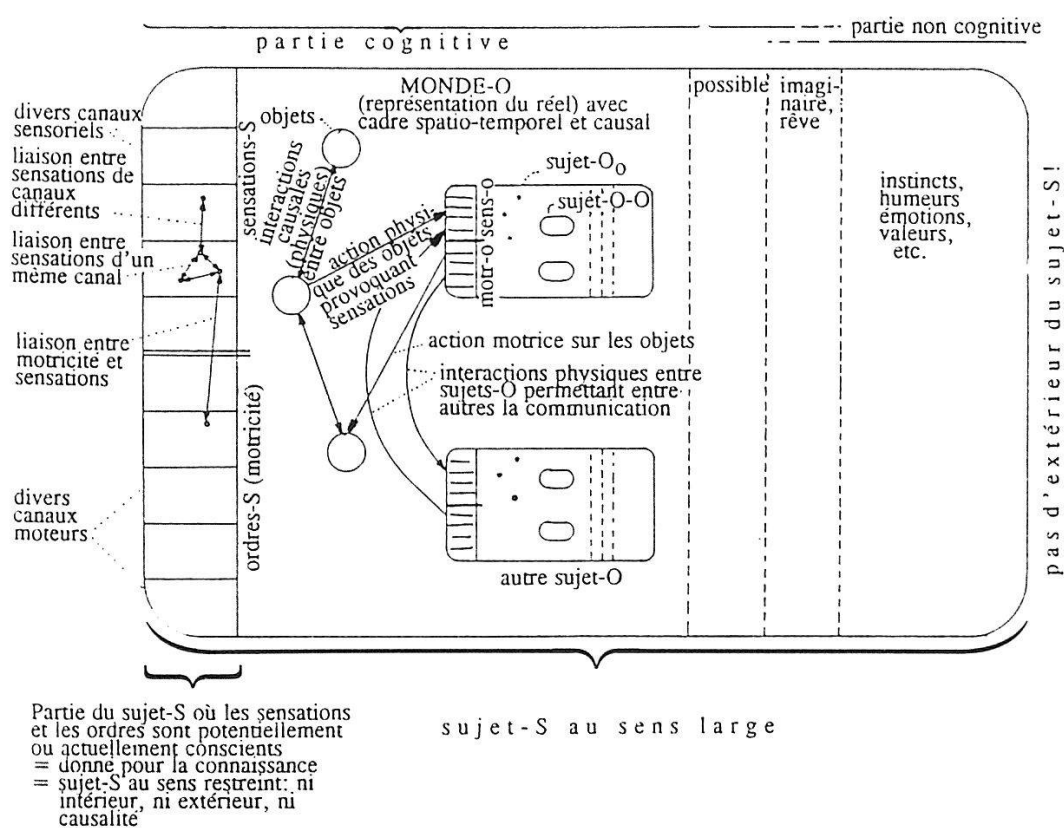 partie cognitive
partie non cognitive
divers canaux
sensoriels
liaison entre
sensations de
canaux
différents
liaison entre
sensations d'un
même canal
liaison entre
motricité et
sensations
divers
canaux
moteurs
sensations-S
ordres-S (motricité)
MONDE-O
(représentation du réel) avec
cadre spatio-temporel et causal
objets
interactions
causales
(physiques)
entre objets
action physi-
que des objets
provoquant
sensations
sens-o
mot-o
sujet-Oo
sujet-O-O
action motrice sur les objets
interactions physiques entre
sujets-O permettant entre
autres la communication
autre sujet-O
possible
imagi-
naire,
rêve
instincts,
humeurs
émotions,
valeurs,
etc.
pas d'extérieur du sujet-S!
Partie du sujet-S où les sensations
et les ordres sont potentiellement
ou actuellement conscients
= donné pour la connaissance
= sujet-S au sens restreint: ni
intérieur, ni extérieur, ni
causalité
sujet-S au sens large